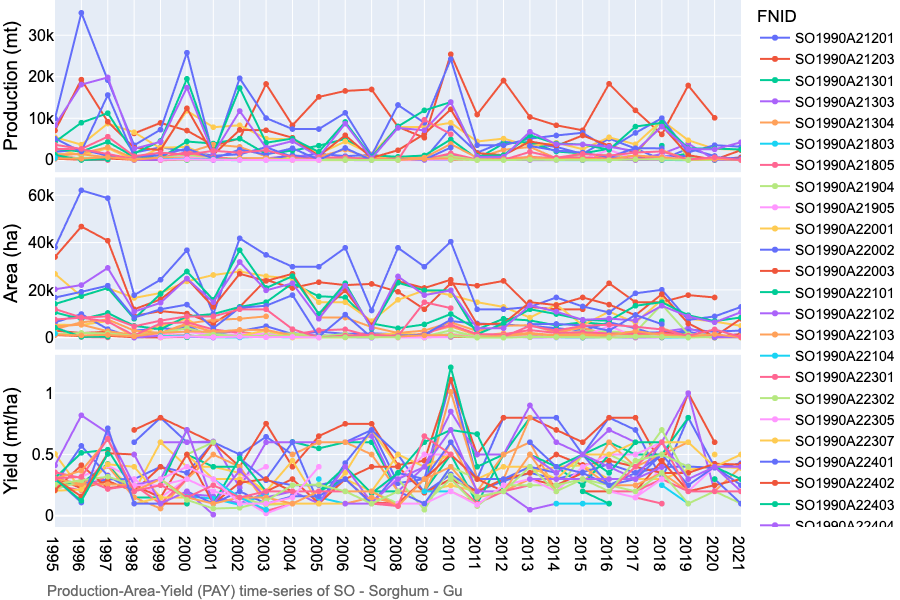 FNID
SO1990A21201
SO1990A21203
SO1990A21301
SO1990A21303
SO1990A21304
SO1990A21803
SO1990A21805
SO1990A21904
SO1990A21905
SO1990A22001
SO1990A22002
SO1990A22003
SO1990A22101
SO1990A22102
SO1990A22103
SO1990A22104
SO1990A22301
SO1990A22302
SO1990A22305
SO1990A22307
SO1990A22401
SO1990A22402
SO1990A22403
SO1990A22404
Production (mt)
30k
20k
10k
0
Area (ha)
60k
40k
20k
0
Yield (mt/ha)
1
0.5
0
1995 1996 1997 1998 1999 2000 2001 2002 2003 2004 2005 2006 2007 2008 2009 2010 2011 2012 2013 2014 2015 2016 2017 2018 2019 2020 2021
Production-Area-Yield (PAY) time-series of SO - Sorghum - Gu